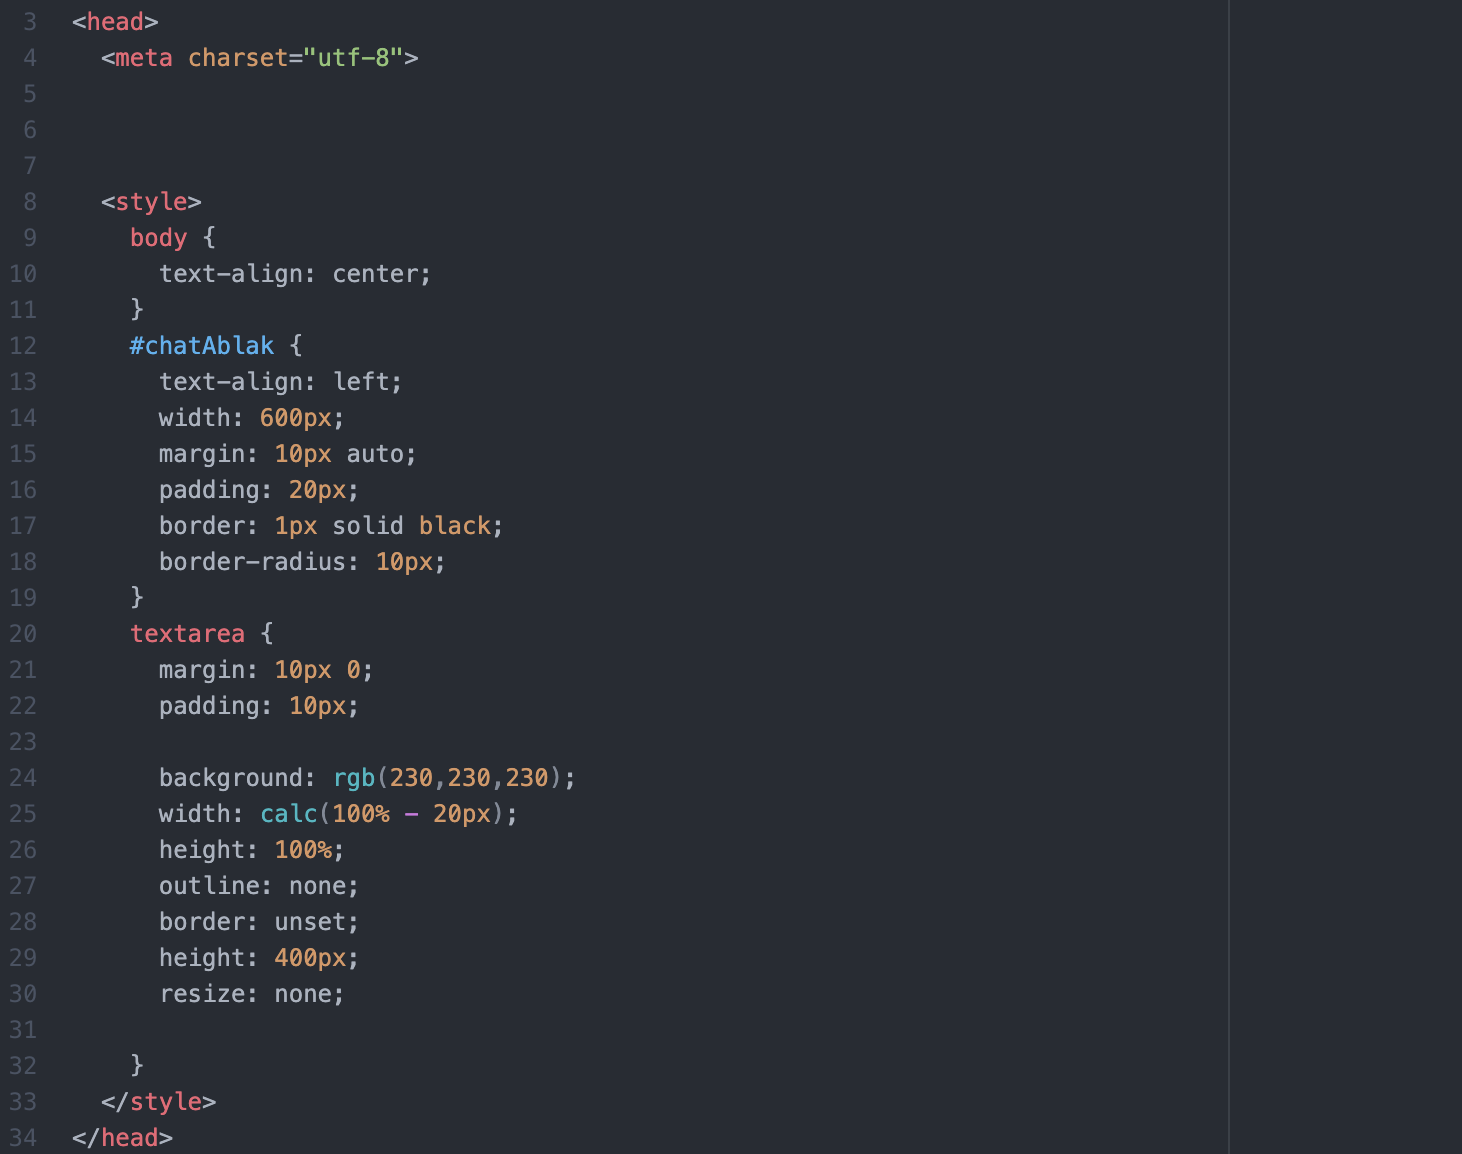 3 <head>
4 <meta charset="utf-8">
5
6
7
8 <style>
9 body {
10 text-align: center;
11 }
12 #chatAblak {
13 text-align: left;
14 width: 600px;
15 margin: 10px auto;
16 padding: 20px;
17 border: 1px solid black;
18 border-radius: 10px;
19 }
20 textarea {
21 margin: 10px 0;
22 padding: 10px;
23
24 background: rgb(230,230,230);
25 width: calc(100% - 20px);
26 height: 100%;
27 outline: none;
28 border: unset;
29 height: 400px;
30 resize: none;
31
32 }
33 </style>
34 </head>